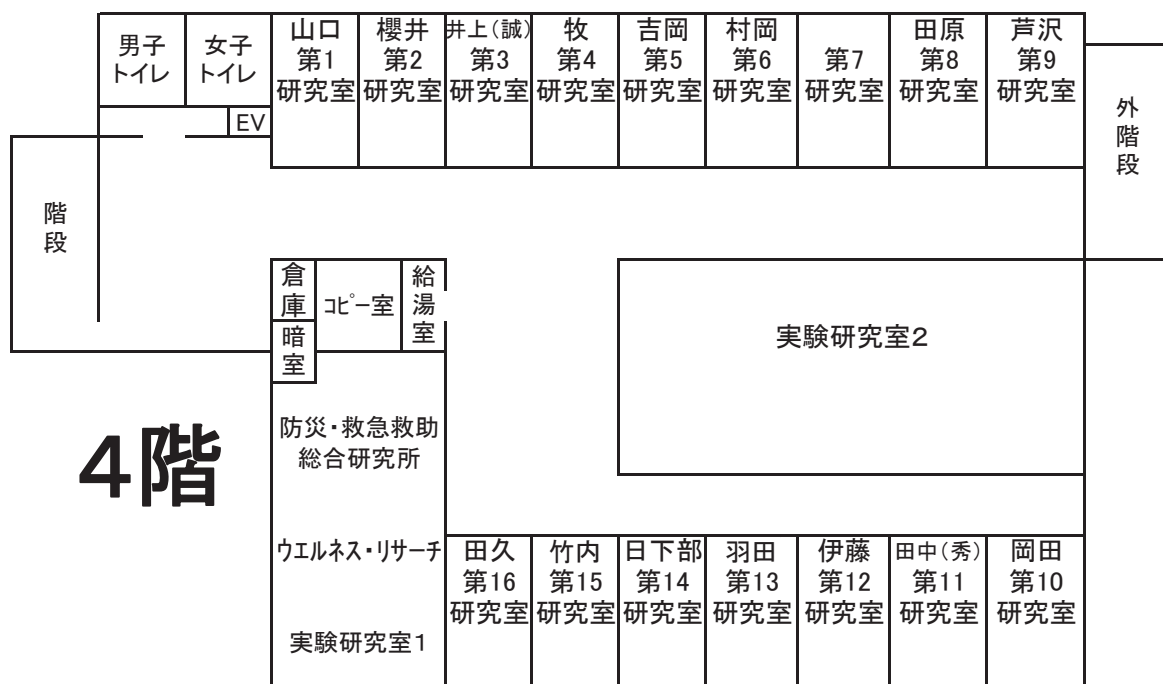 男子
トイレ
女子
トイレ
山口
第1
研究室
櫻井
第2
研究室
井上(誠)
第3
研究室
牧
第4
研究室
吉岡
第5
研究室
村岡
第6
研究室
第7
研究室
田原
第8
研究室
芦沢
第9
研究室
EV
外
階
段
階
段
倉
庫
コピー室
給
湯
室
暗
室
実験研究室2
防災・救急救助
総合研究所
4階
ウエルネス・リサーチ
実験研究室1
田久
第16
研究室
竹内
第15
研究室
日下部
第14
研究室
羽田
第13
研究室
伊藤
第12
研究室
田中(秀)
第11
研究室
岡田
第10
研究室